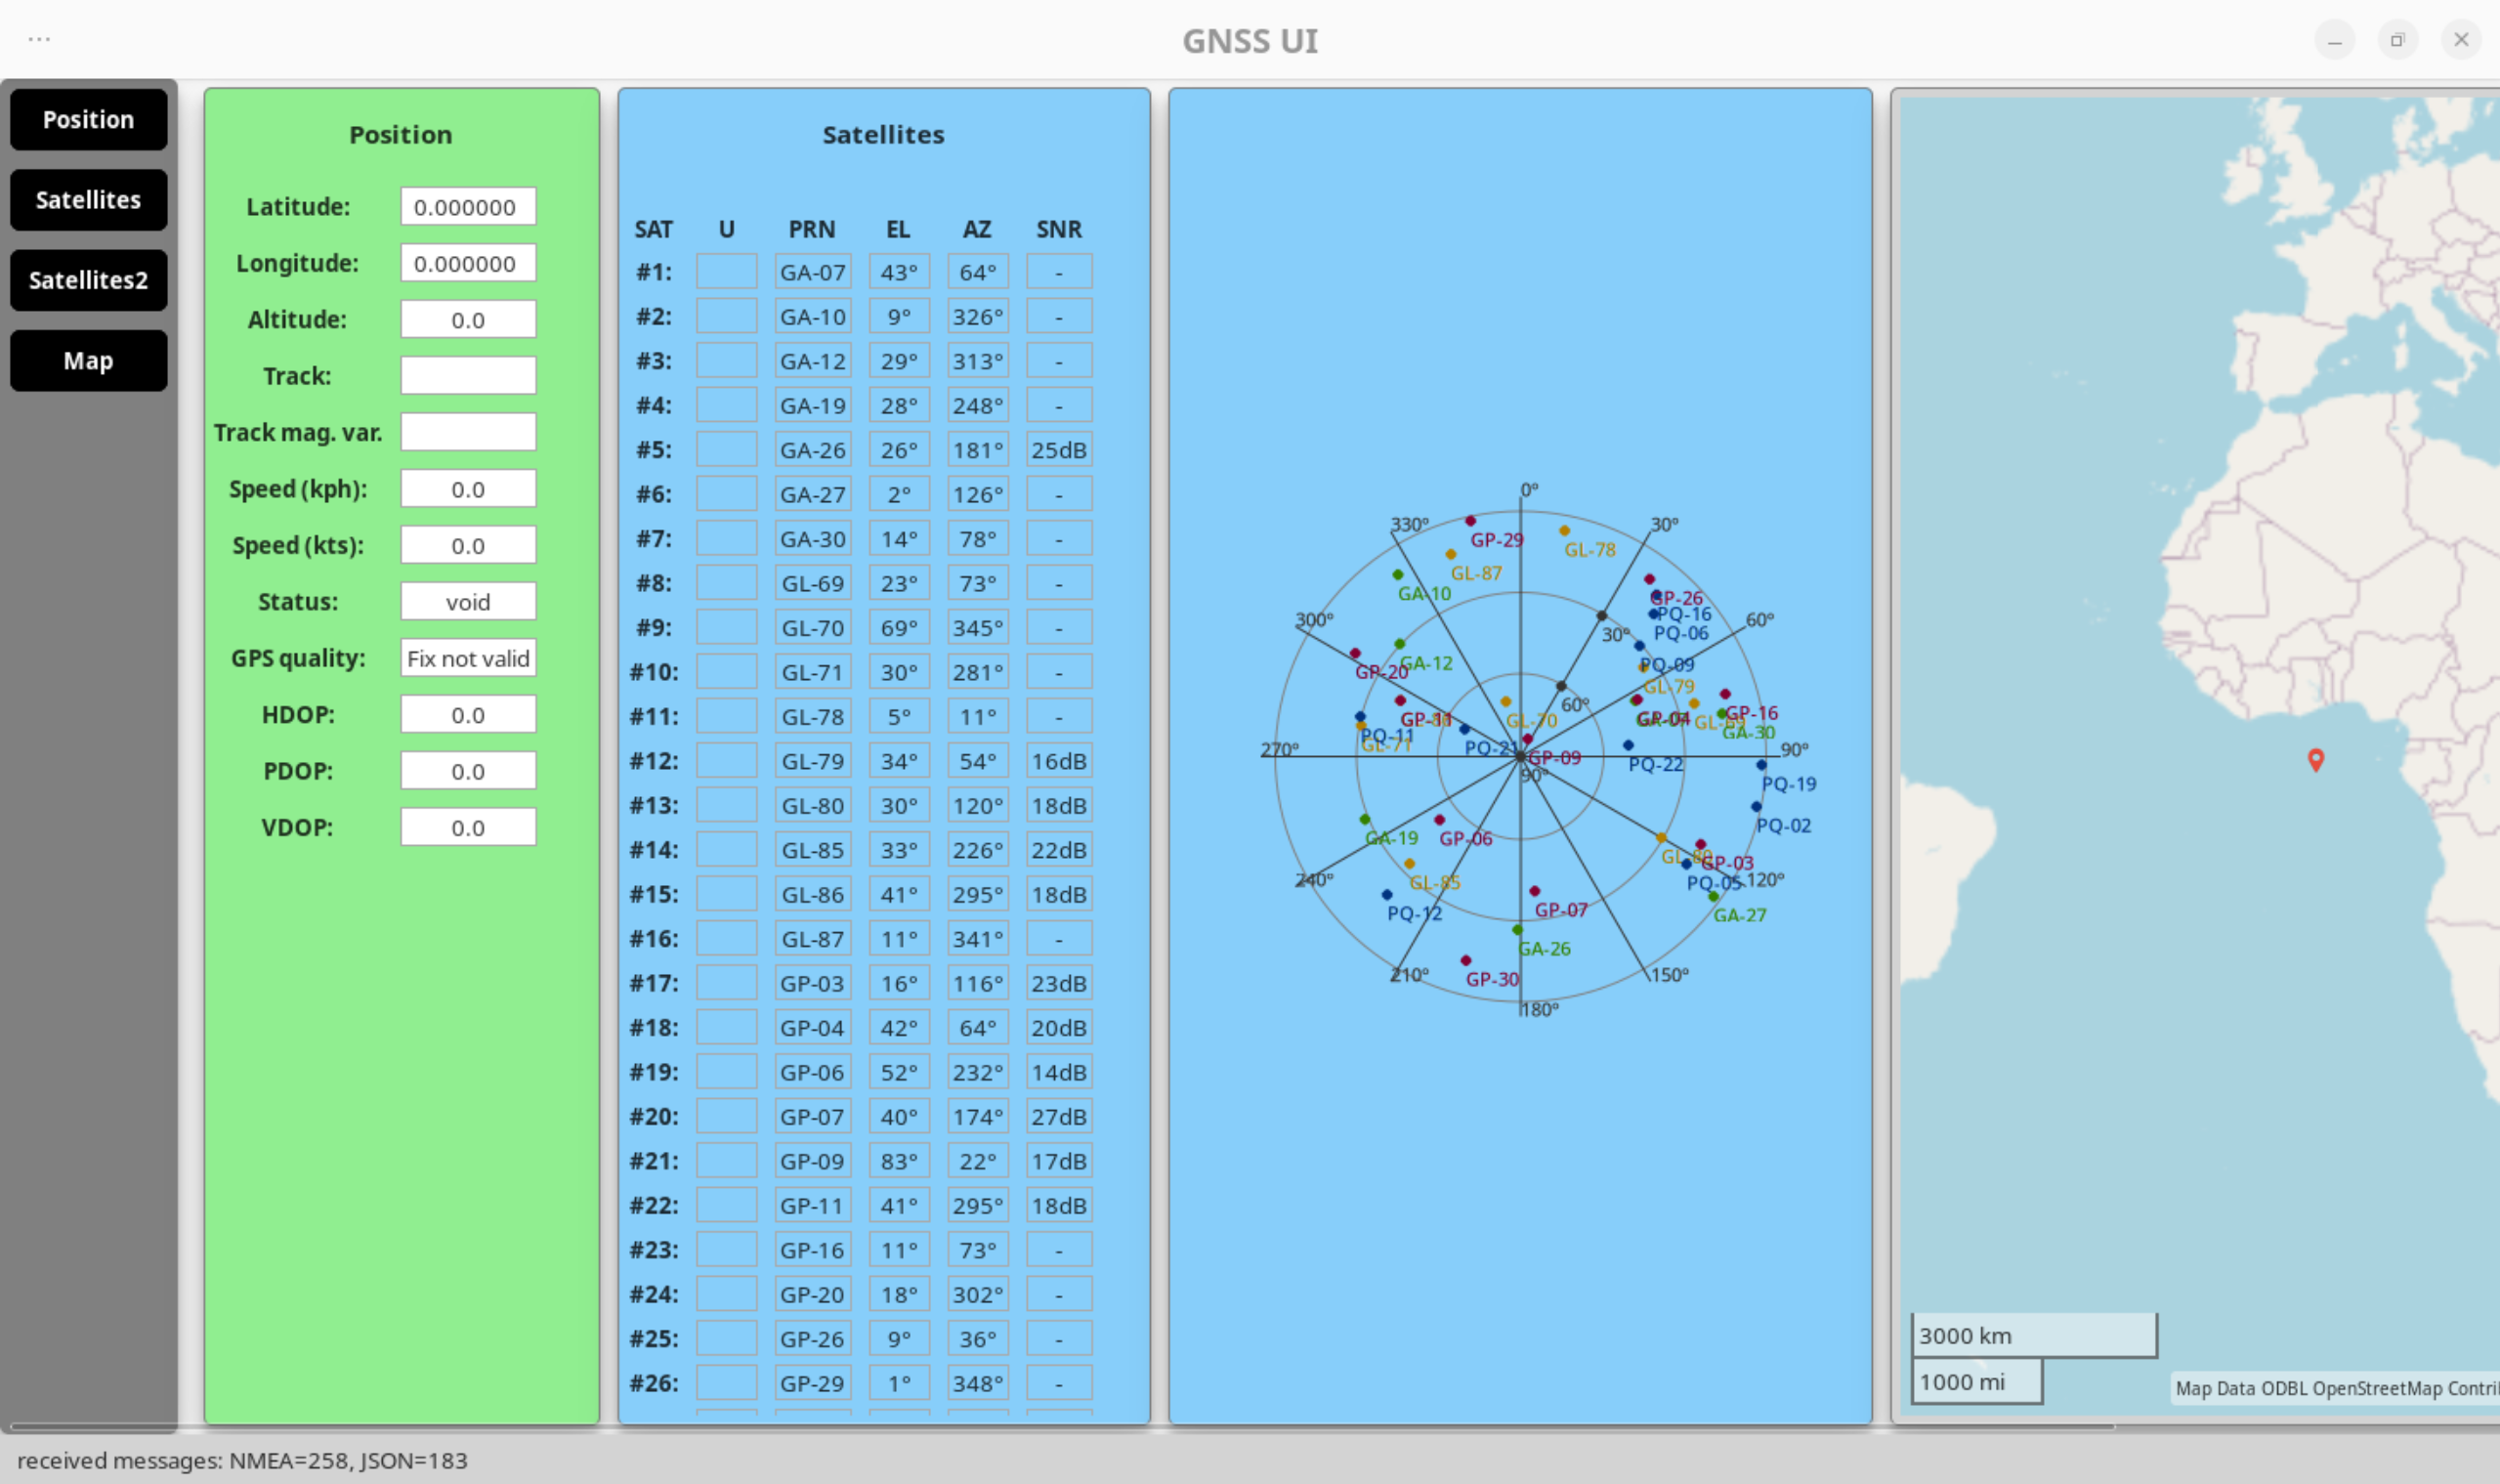 ...
GNSS UI
Position
Satellites
Satellites2
Map
Position
Latitude: 0.000000
Longitude: 0.000000
Altitude: 0.0
Track:
Track mag. var.
Speed (kph): 0.0
Speed (kts): 0.0
Status: void
GPS quality: Fix not valid
HDOP: 0.0
PDOP: 0.0
VDOP: 0.0
Satellites
SAT U PRN EL AZ SNR
#1: GA-07 43° 64° -
#2: GA-10 9° 326° -
#3: GA-12 29° 313° -
#4: GA-19 28° 248° -
#5: GA-26 26° 181° 25dB
#6: GA-27 2° 126° -
#7: GA-30 14° 78° -
#8: GL-69 23° 73° -
#9: GL-70 69° 345° -
#10: GL-71 30° 281° -
#11: GL-78 5° 11° -
#12: GL-79 34° 54° 16dB
#13: GL-80 30° 120° 18dB
#14: GL-85 33° 226° 22dB
#15: GL-86 41° 295° 18dB
#16: GL-87 11° 341° -
#17: GP-03 16° 116° 23dB
#18: GP-04 42° 64° 20dB
#19: GP-06 52° 232° 14dB
#20: GP-07 40° 174° 27dB
#21: GP-09 83° 22° 17dB
#22: GP-11 41° 295° 18dB
#23: GP-16 11° 73° -
#24: GP-20 18° 302° -
#25: GP-26 9° 36° -
#26: GP-29 1° 348° -
0°
330°
30°
GP-29
GL-78
GL-87
GA-10
GP-26
PQ-16
300°
60°
30°
PQ-06
GA-12
PQ-09
GP-20
GL-79
60°
GP-11
GL-70
GP-04
GL-69
GP-16
GA-30
PQ-11
GL-71
PQ-21
270°
90°
GP-09
PQ-22
90°
PQ-19
PQ-02
GA-19
GP-06
GL-80
GP-03
240°
GL-85
PQ-05
120°
PQ-12
GP-07
GA-27
GA-26
210°
GP-30
150°
180°
3000 km
1000 mi
Map Data ODBL OpenStreetMap Contri
received messages: NMEA=258, JSON=183